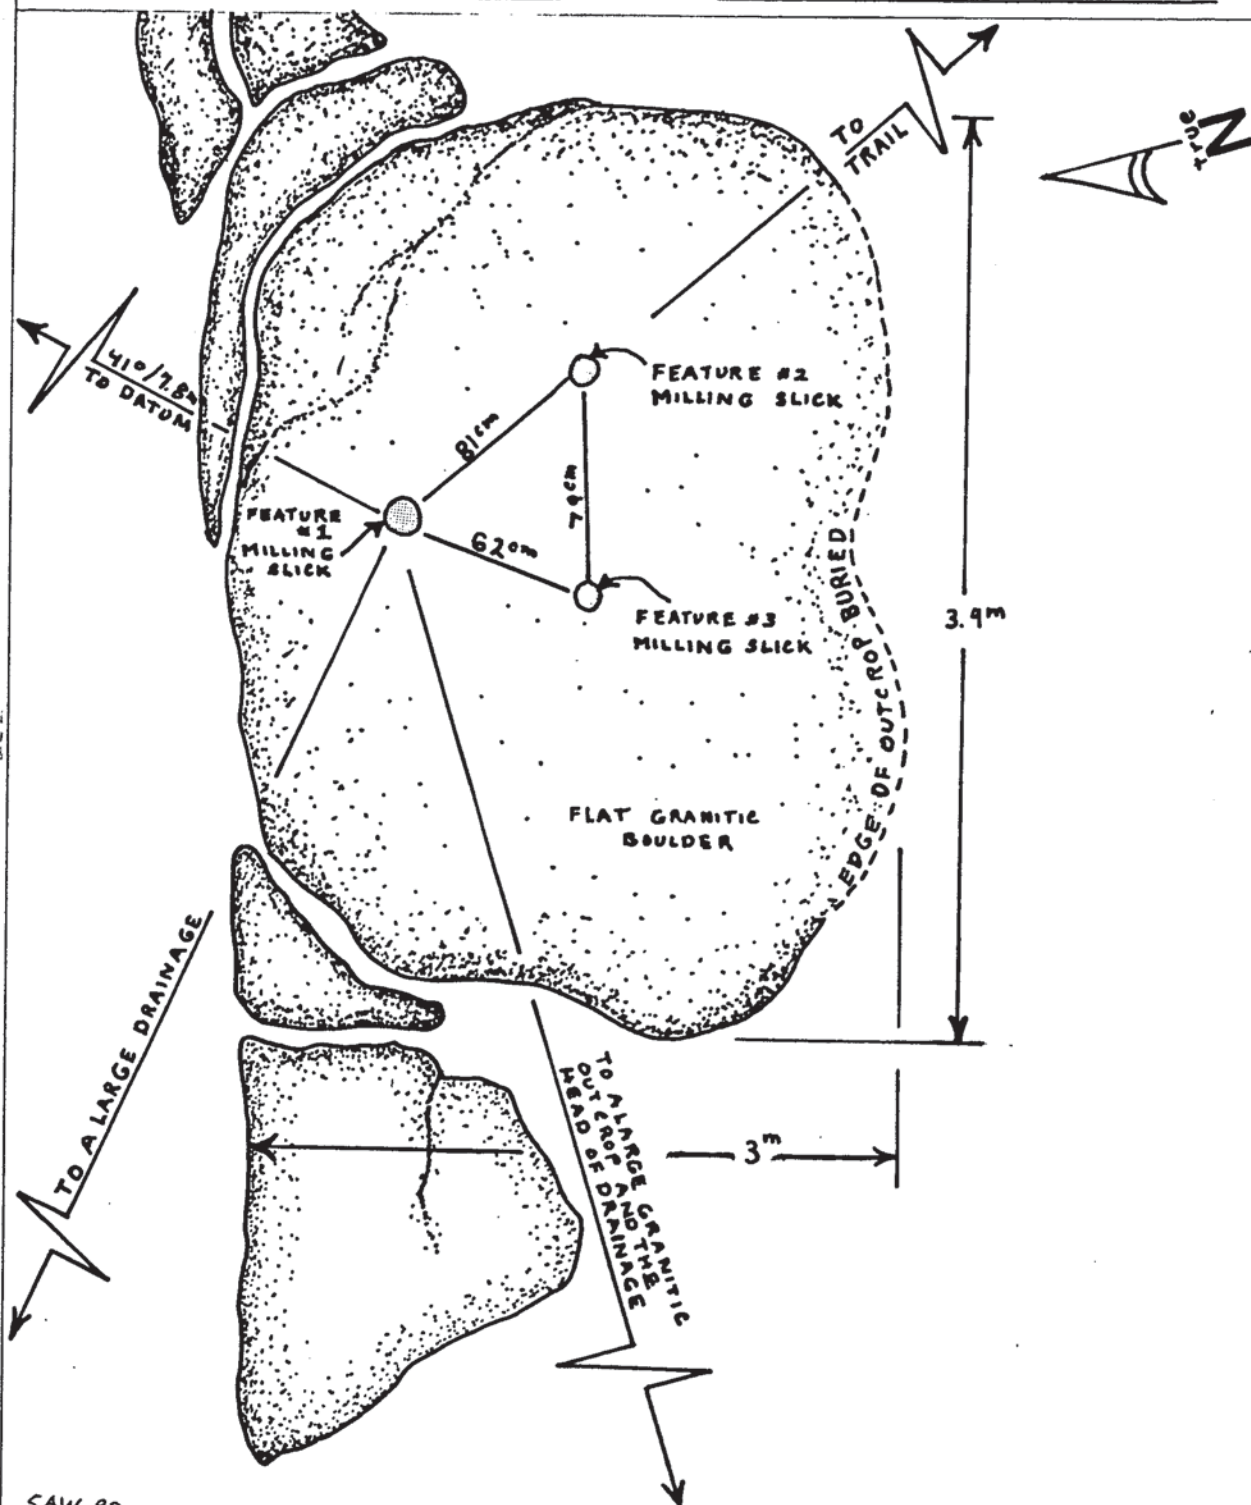 TO
TRAIL
true
N
41°/7.8m
TO DATUM
FEATURE #2
MILLING SLICK
81cm
79cm
FEATURE
#1
MILLING
SLICK
62cm
FEATURE #3
MILLING SLICK
3.9m
EDGE OF OUTCROP BURIED
FLAT GRANITIC
BOULDER
TO A LARGE DRAINAGE
TO A LARGE GRANITIC
OUTCROP AND THE
HEAD OF DRAINAGE
3m